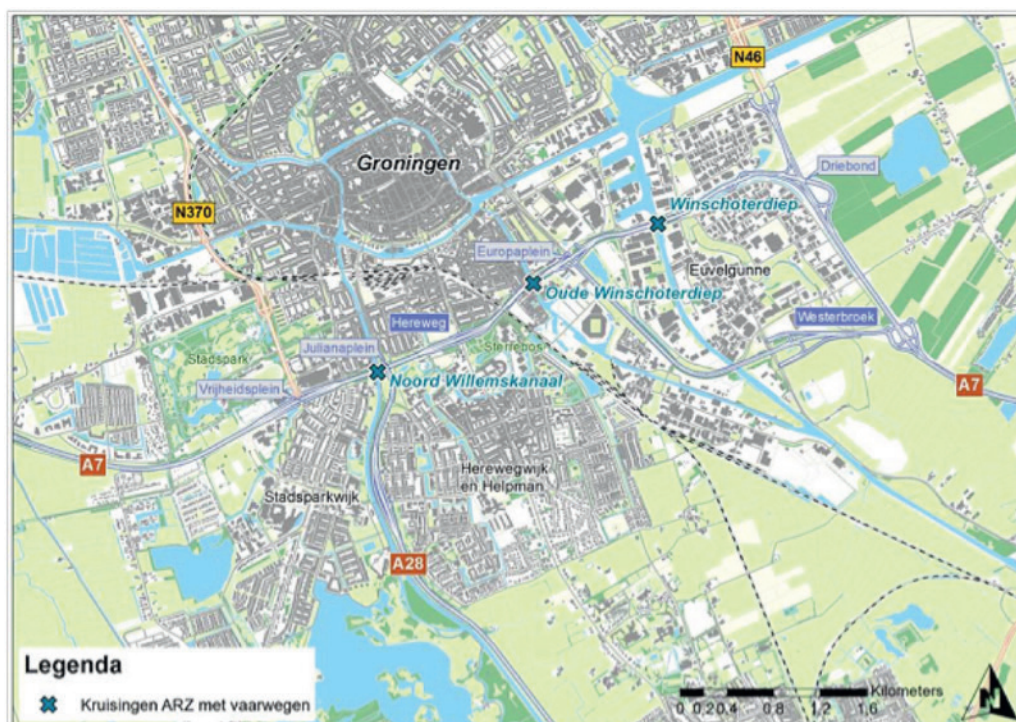 N46
Groningen
Driebond
N370
Winschoterdiep
Europaplein
Euvelgunne
Oude Winschoterdiep
Hereweg
Westerbroek
Julianaplein
Sterrebos
Stadspark
Noord Willemskanaal
Vrijheidsplein
A7
A7
Herewegwijk
en Helpman
Stadsparkwijk
A28
Legenda
Kruisingen ARZ met vaarwegen
Kilometers
0 0,2 0,4 0,8 1,2 1,6
N